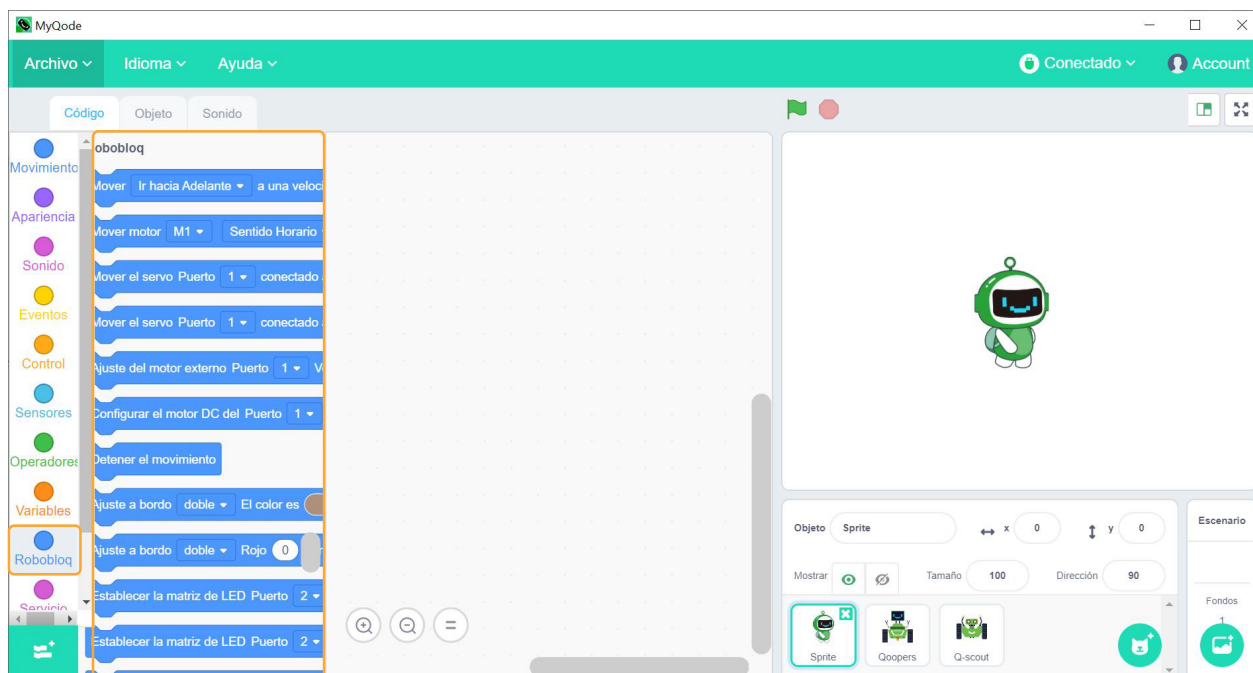 MyQode
Archivo Idioma Ayuda Conectado Account
Código Objeto Sonido
Movimiento
Apariencia
Sonido
Eventos
Control
Sensores
Operadores
Variables
Robobloq
Servicio
obobloq
Mover Ir hacia Adelante a una veloci
Mover motor M1 Sentido Horario
Mover el servo Puerto 1 conectado
Mover el servo Puerto 1 conectado
Ajuste del motor externo Puerto 1 V
Configurar el motor DC del Puerto 1
Detener el movimiento
Ajuste a bordo doble El color es
Ajuste a bordo doble Rojo 0
Establecer la matriz de LED Puerto 2
Establecer la matriz de LED Puerto 2
Objeto Sprite x 0 y 0
Mostrar Tamaño 100 Dirección 90
Sprite Qoopers Q-scout
Escenario
Fondos
1